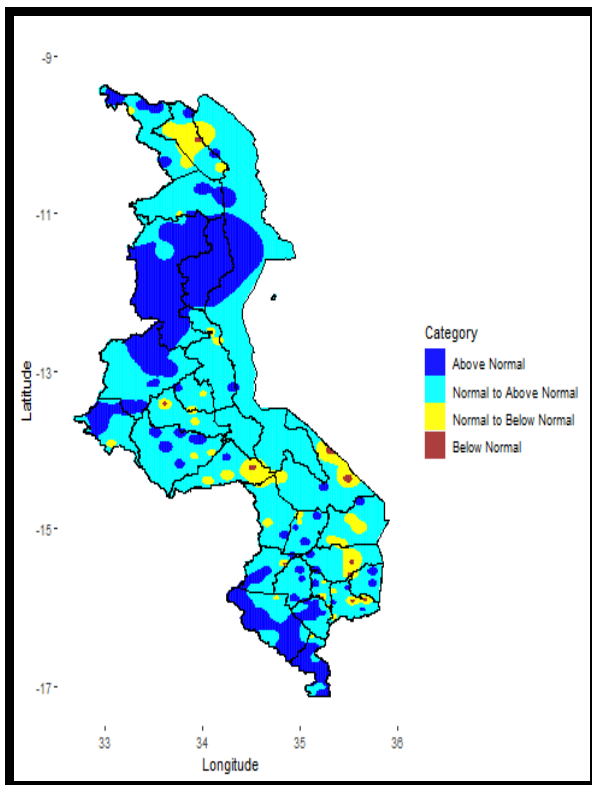 -9
-11
-13
-15
-17
Latitude
33
34
35
36
Longitude
Category
Above Normal
Normal to Above Normal
Normal to Below Normal
Below Normal